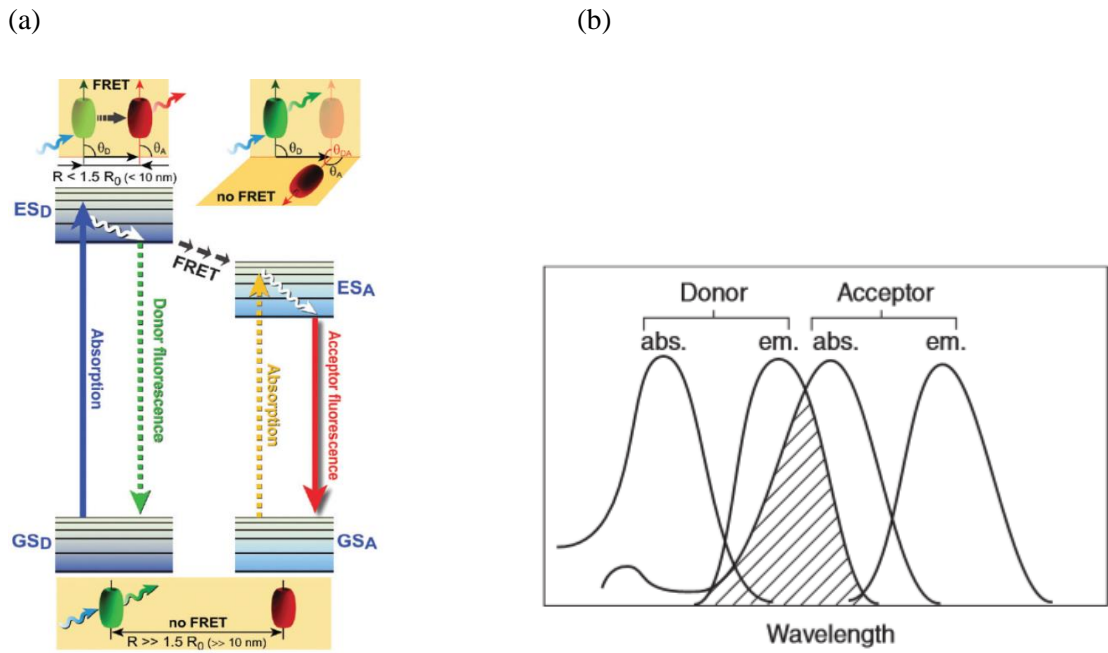 (a)
(b)
FRET
θD
θA
R < 1.5 R0 (< 10 nm)
θD
θDA
θA
no FRET
ESD
FRET
ESA
Absorption
Donor fluorescence
Absorption
Acceptor fluorescence
GSD
GSA
no FRET
R >> 1.5 R0 (>> 10 nm)
Donor
Acceptor
abs.
em.
abs.
em.
Wavelength